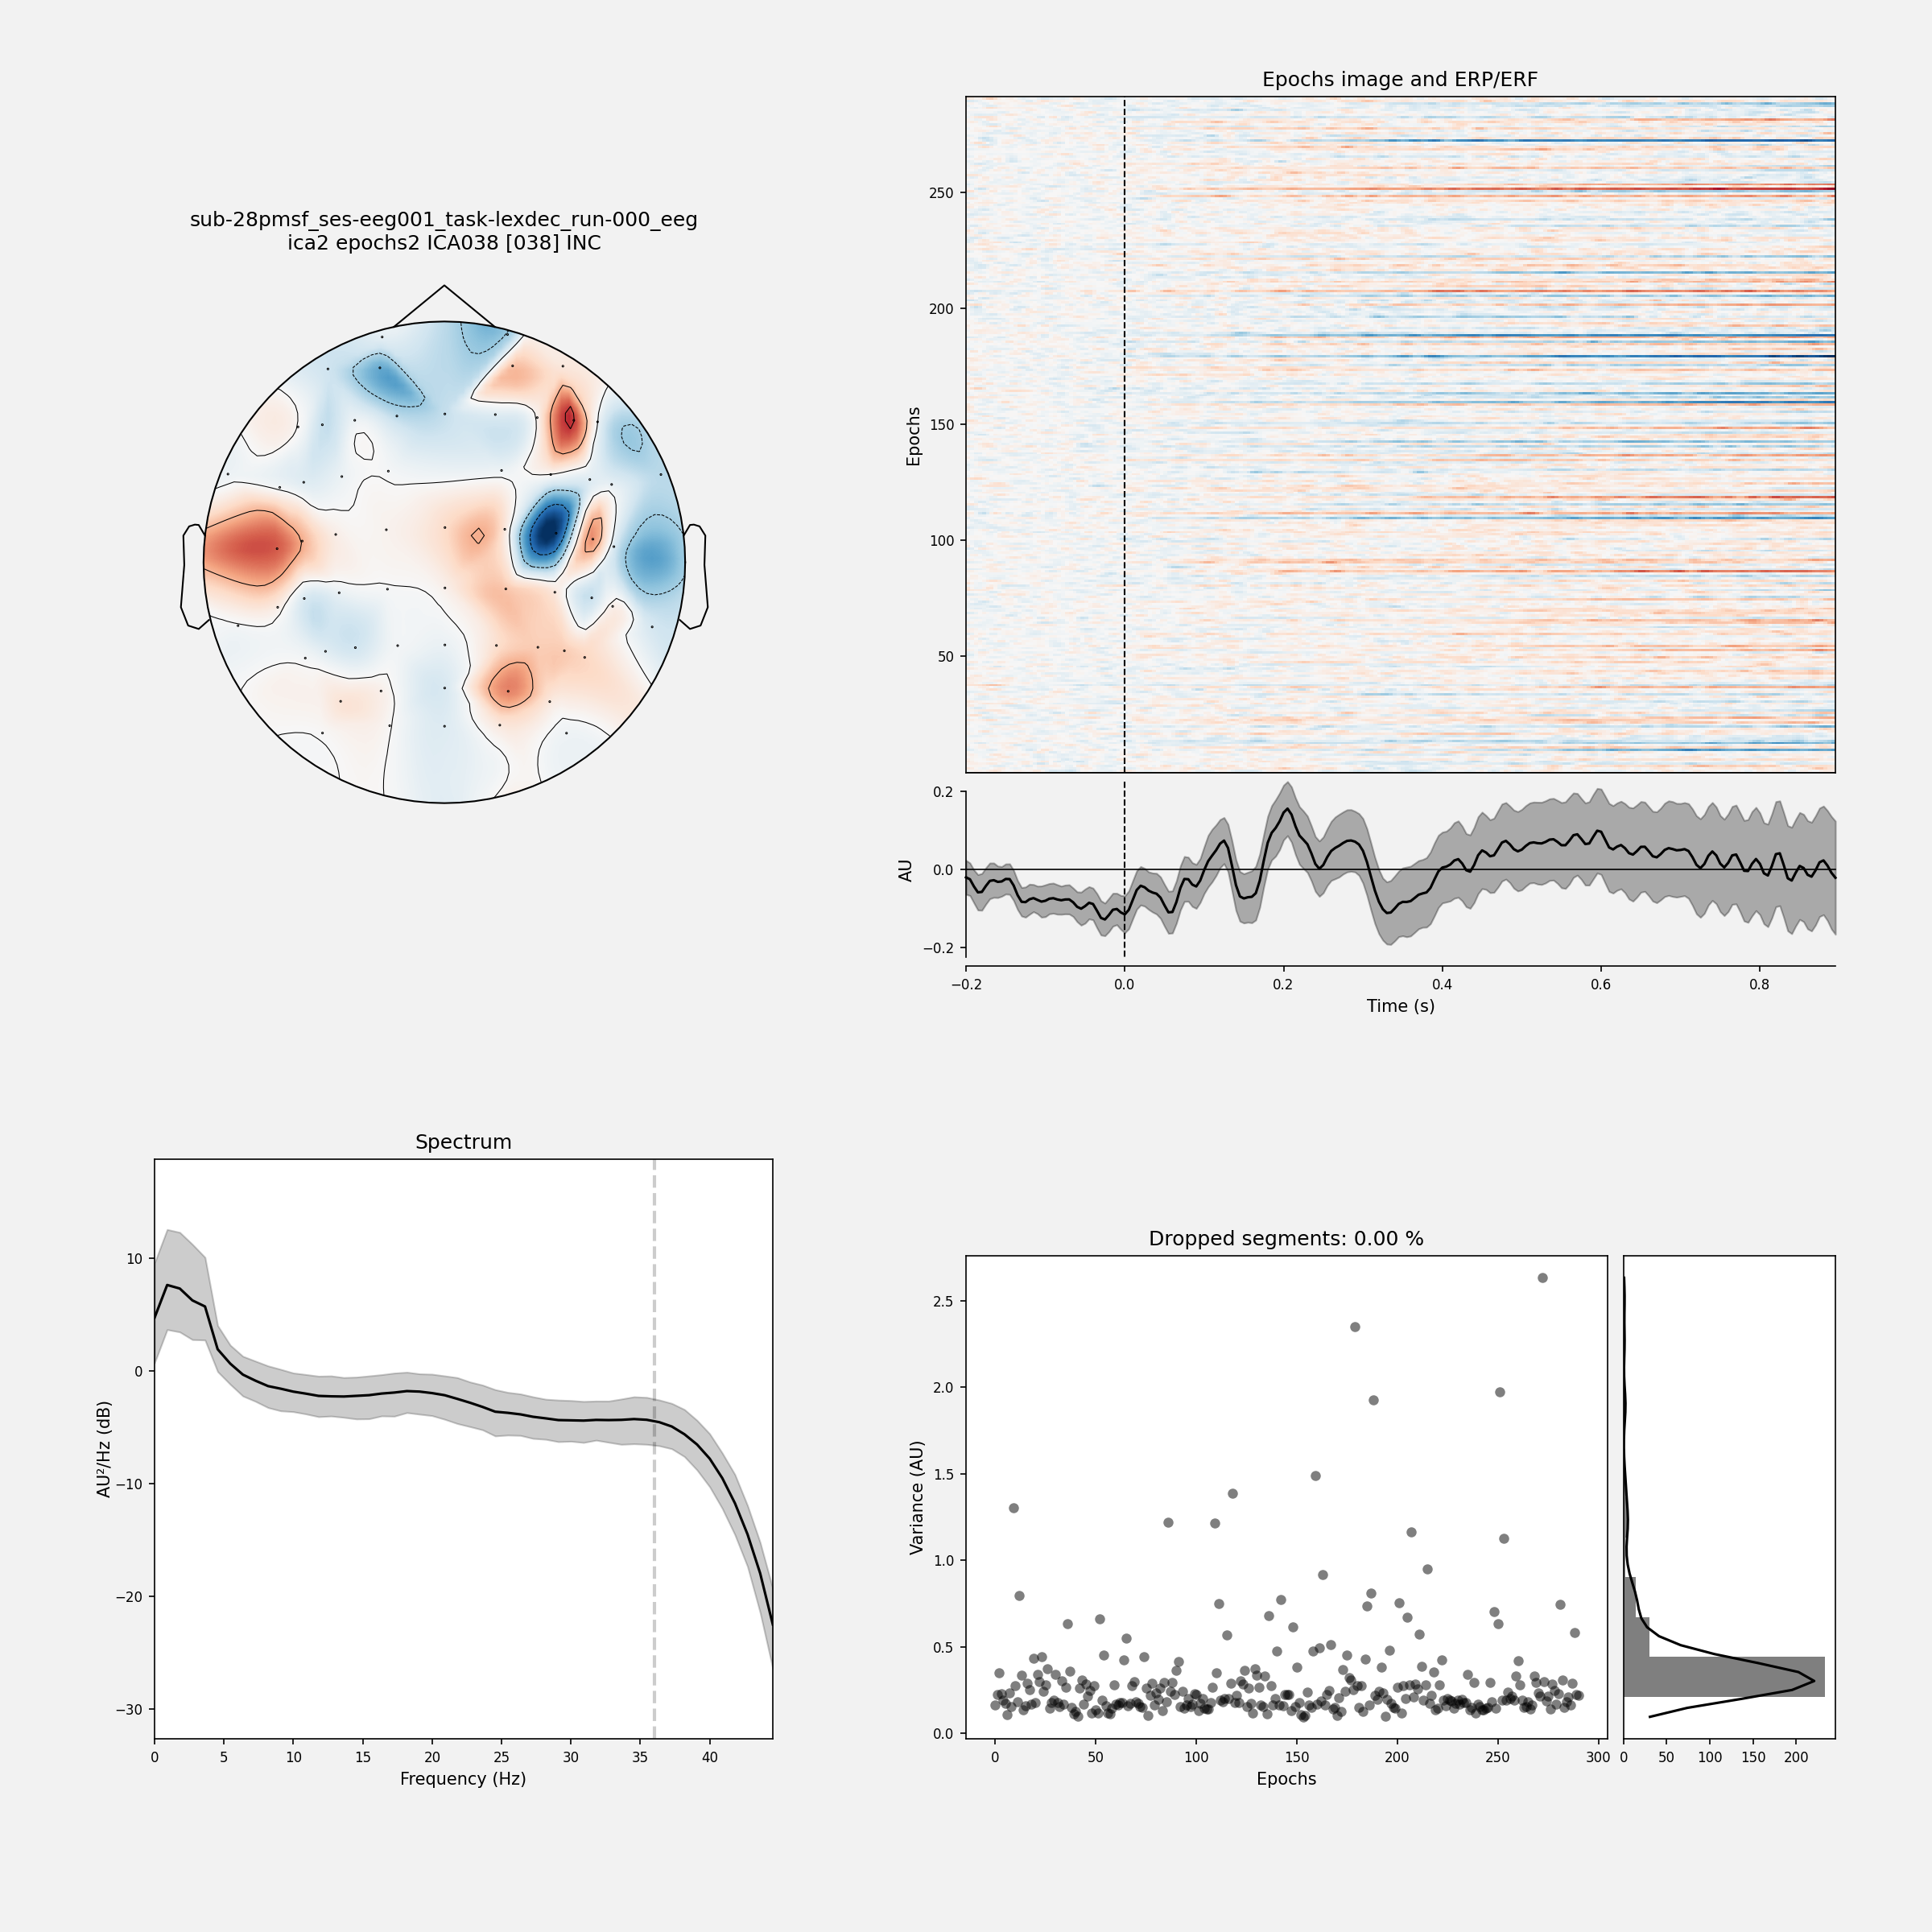 sub-28pmsf_ses-eeg001_task-lexdec_run-000_eeg
ica2 epochs2 ICA038 [038] INC
Epochs image and ERP/ERF
Epochs
250
200
150
100
50
AU
0.2
0.0
−0.2
−0.2 0.0 0.2 0.4 0.6 0.8
Time (s)
Spectrum
AU²/Hz (dB)
10
0
−10
−20
−30
0 5 10 15 20 25 30 35 40
Frequency (Hz)
Dropped segments: 0.00 %
Variance (AU)
2.5
2.0
1.5
1.0
0.5
0.0
0 50 100 150 200 250 300
Epochs
0 50 100 150 200